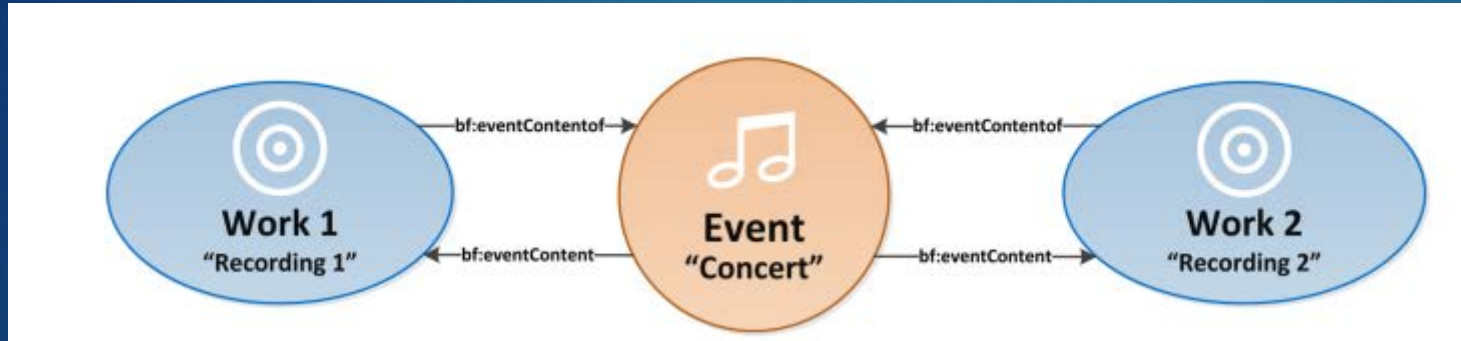 bf:eventContentof
bf:eventContentof
Work 1
"Recording 1"
Event
"Concert"
Work 2
"Recording 2"
bf:eventContent
bf:eventContent